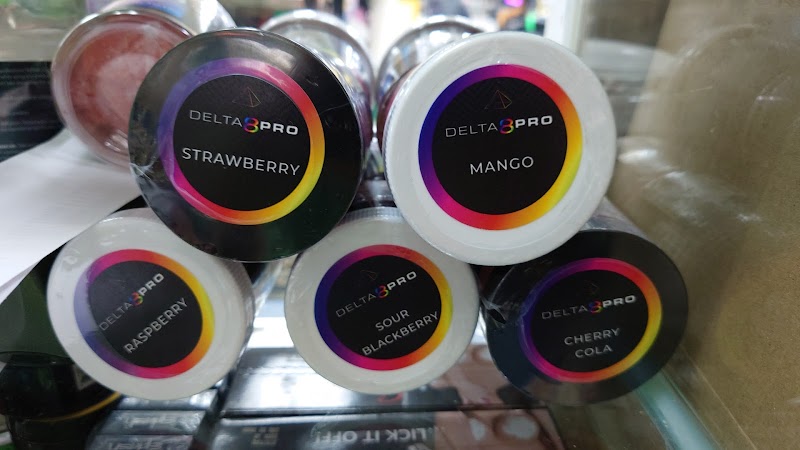 DELTA8PRO
STRAWBERRY
DELTA8PRO
MANGO
DELTA8PRO
RASPBERRY
DELTA8PRO
SOUR
BLACKBERRY
DELTA8PRO
CHERRY
COLA
LICK IT OFF!